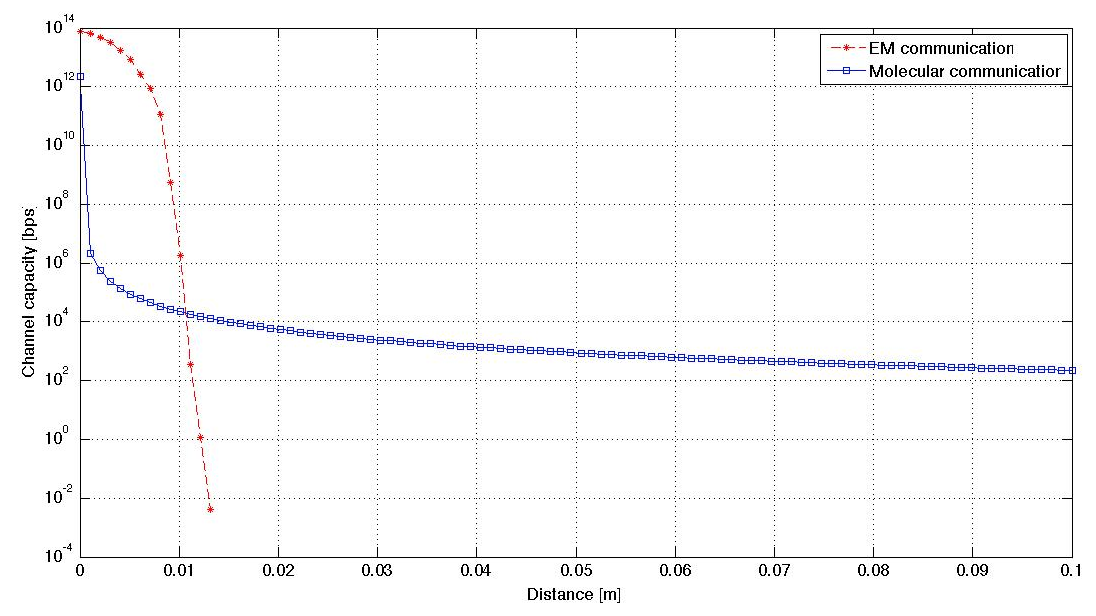 10^14
10^12
10^10
10^8
10^6
10^4
10^2
10^0
10^-2
10^-4
Channel capacity [bps]
EM communication
Molecular communicatior
0 0.01 0.02 0.03 0.04 0.05 0.06 0.07 0.08 0.09 0.1
Distance [m]